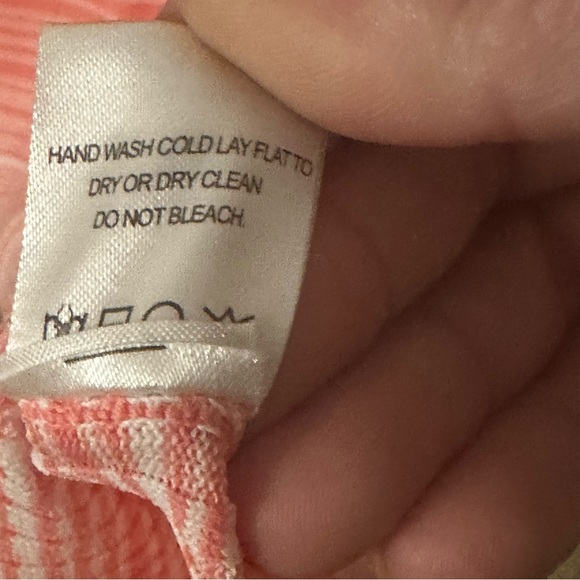 HAND WASH COLD LAY FLAT TO
DRY OR DRY CLEAN
DO NOT BLEACH.